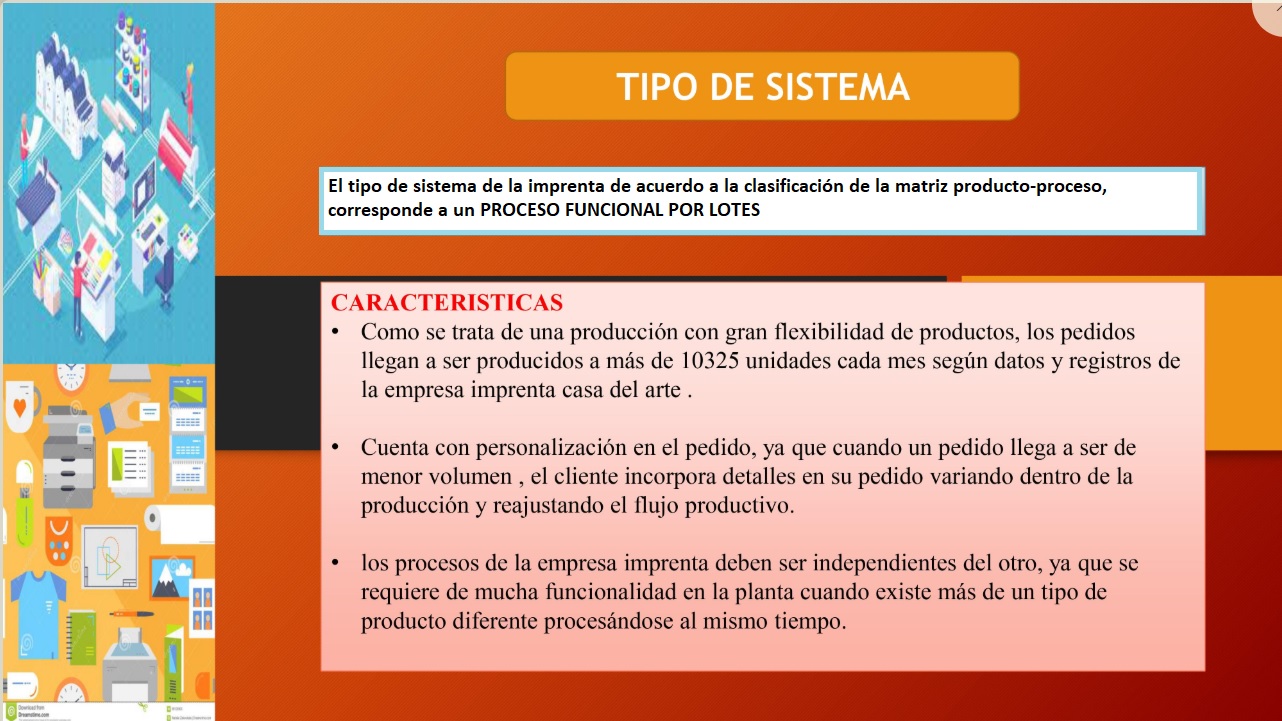 TIPO DE SISTEMA
El tipo de sistema de la imprenta de acuerdo a la clasificación de la matriz producto-proceso,
corresponde a un PROCESO FUNCIONAL POR LOTES
CARACTERISTICAS
• Como se trata de una producción con gran flexibilidad de productos, los pedidos
llegan a ser producidos a más de 10325 unidades cada mes según datos y registros de
la empresa imprenta casa del arte .
• Cuenta con personalización en el pedido, ya que cuando un pedido llega a ser de
menor volumen , el cliente incorpora detalles en su pedido variando dentro de la
producción y reajustando el flujo productivo.
• los procesos de la empresa imprenta deben ser independientes del otro, ya que se
requiere de mucha funcionalidad en la planta cuando existe más de un tipo de
producto diferente procesándose al mismo tiempo.
Download from
Dreamstime.com